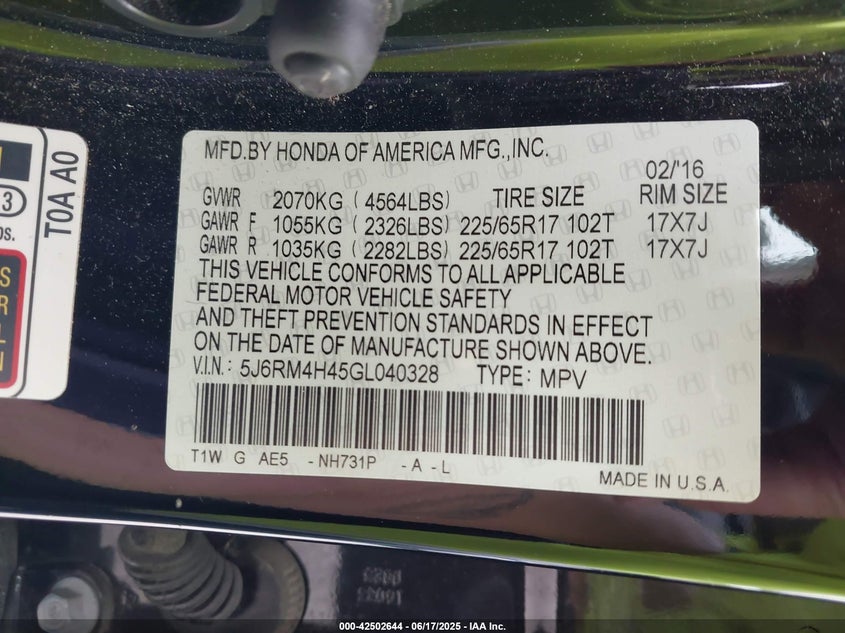 MFD.BY HONDA OF AMERICA MFG.,INC.
02/'16
GVWR 2070KG ( 4564LBS) TIRE SIZE RIM SIZE
GAWR F 1055KG ( 2326LBS) 225/65R17 102T 17X7J
GAWR R 1035KG ( 2282LBS) 225/65R17 102T 17X7J
THIS VEHICLE CONFORMS TO ALL APPLICABLE
FEDERAL MOTOR VEHICLE SAFETY
AND THEFT PREVENTION STANDARDS IN EFFECT
ON THE DATE OF MANUFACTURE SHOWN ABOVE.
V.I.N.: 5J6RM4H45GL040328 TYPE: MPV
T1W G AE5 -NH731P -A -L
MADE IN U.S.A.
T0A A0
3
os.
S
R
L
N
000-42502644 - 06/17/2025 - IAA Inc.